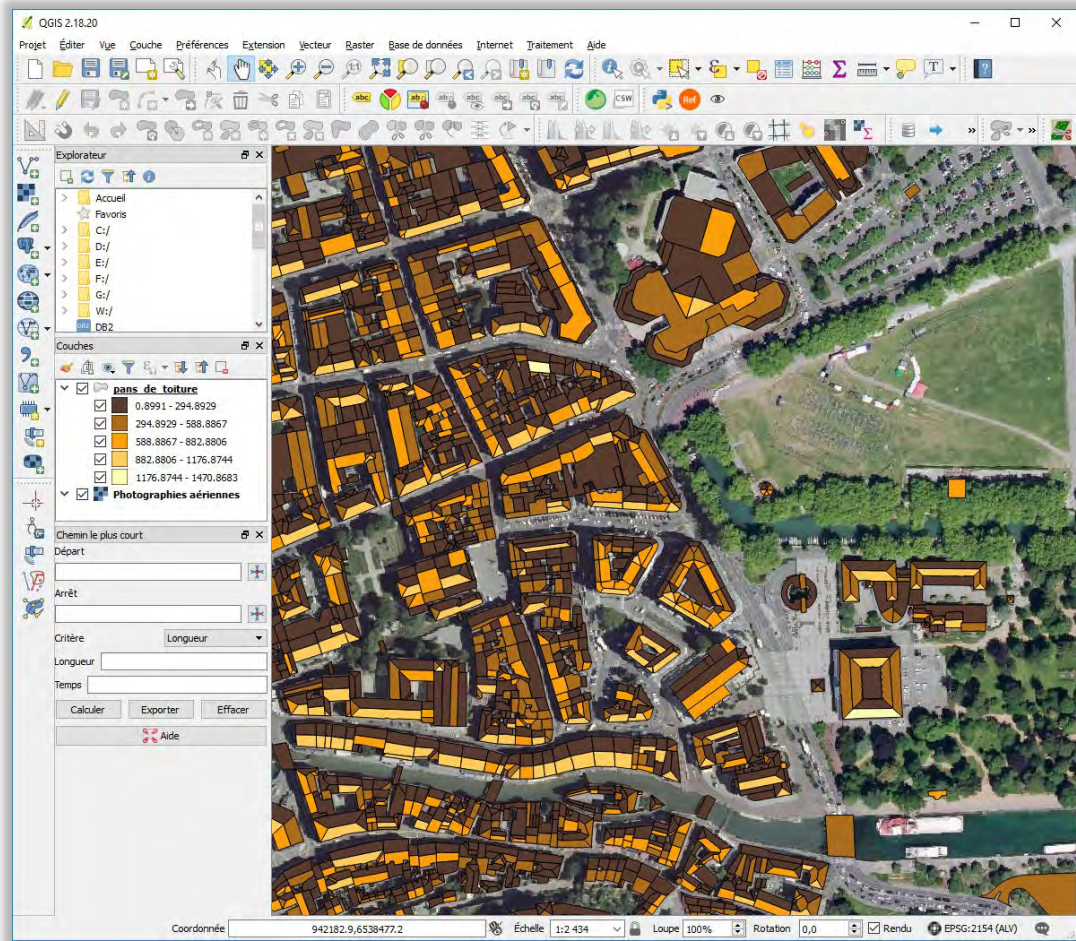 QGIS 2.18.20
Projet Éditer Vue Couche Préférences Extension Vecteur Raster Base de données Internet Traitement Aide
1:1
Σ
T
?
abc
abc
CSW
Ref
Σ
»
»
Explorateur
Accueil
Favoris
C:/
D:/
E:/
F:/
G:/
W:/
DB2
DB2
Couches
pans_de_toiture
0.8991 - 294.8929
294.8929 - 588.8867
588.8867 - 882.8806
882.8806 - 1176.8744
1176.8744 - 1470.8683
Photographies aériennes
Chemin le plus court
Départ
Arrêt
Critère Longueur
Longueur
Temps
Calculer Exporter Effacer
Aide
Coordonnée 942182.9,6538477.2 Échelle 1:2 434 Loupe 100% Rotation 0,0 Rendu EPSG:2154 (ALV)